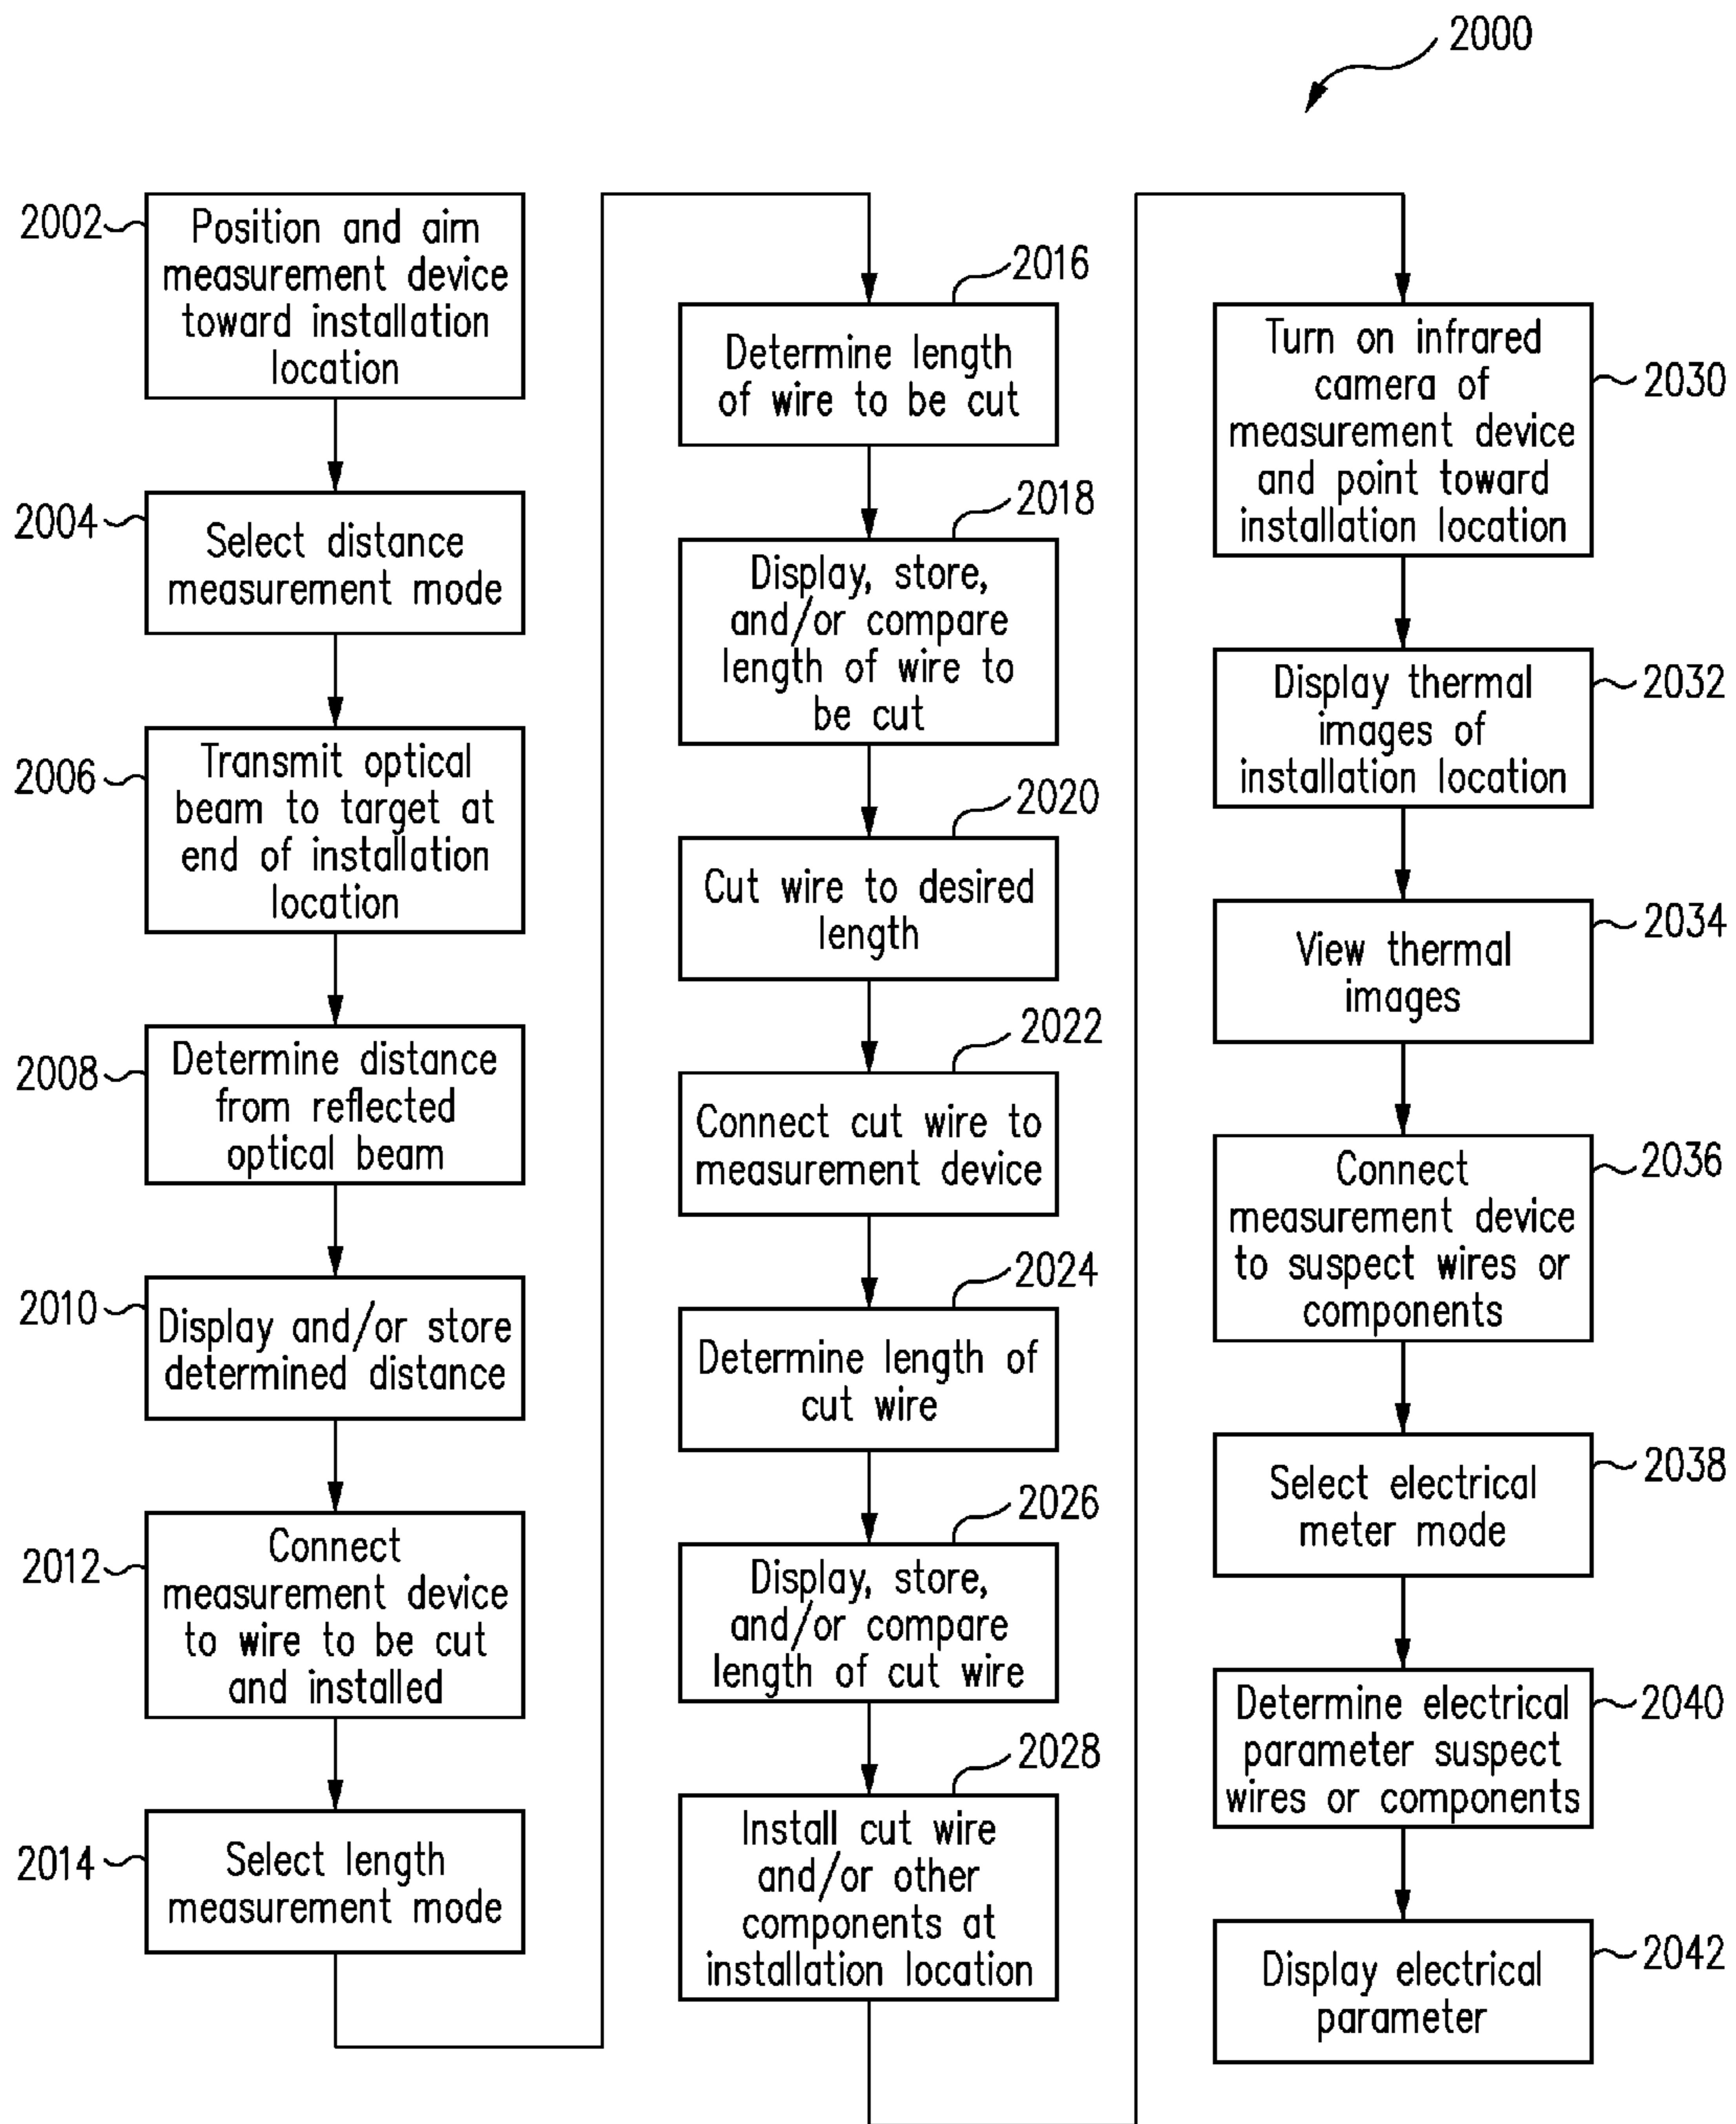 2000
2002
Position and aim
measurement device
toward installation
location
2004
Select distance
measurement mode
2006
Transmit optical
beam to target at
end of installation
location
2008
Determine distance
from reflected
optical beam
2010
Display and/or store
determined distance
2012
Connect
measurement device
to wire to be cut
and installed
2014
Select length
measurement mode
2016
Determine length
of wire to be cut
2018
Display, store,
and/or compare
length of wire to
be cut
2020
Cut wire to desired
length
2022
Connect cut wire to
measurement device
2024
Determine length of
cut wire
2026
Display, store,
and/or compare
length of cut wire
2028
Install cut wire
and/or other
components at
installation location
2030
Turn on infrared
camera of
measurement device
and point toward
installation location
2032
Display thermal
images of
installation location
2034
View thermal
images
2036
Connect
measurement device
to suspect wires or
components
2038
Select electrical
meter mode
2040
Determine electrical
parameter suspect
wires or components
2042
Display electrical
parameter